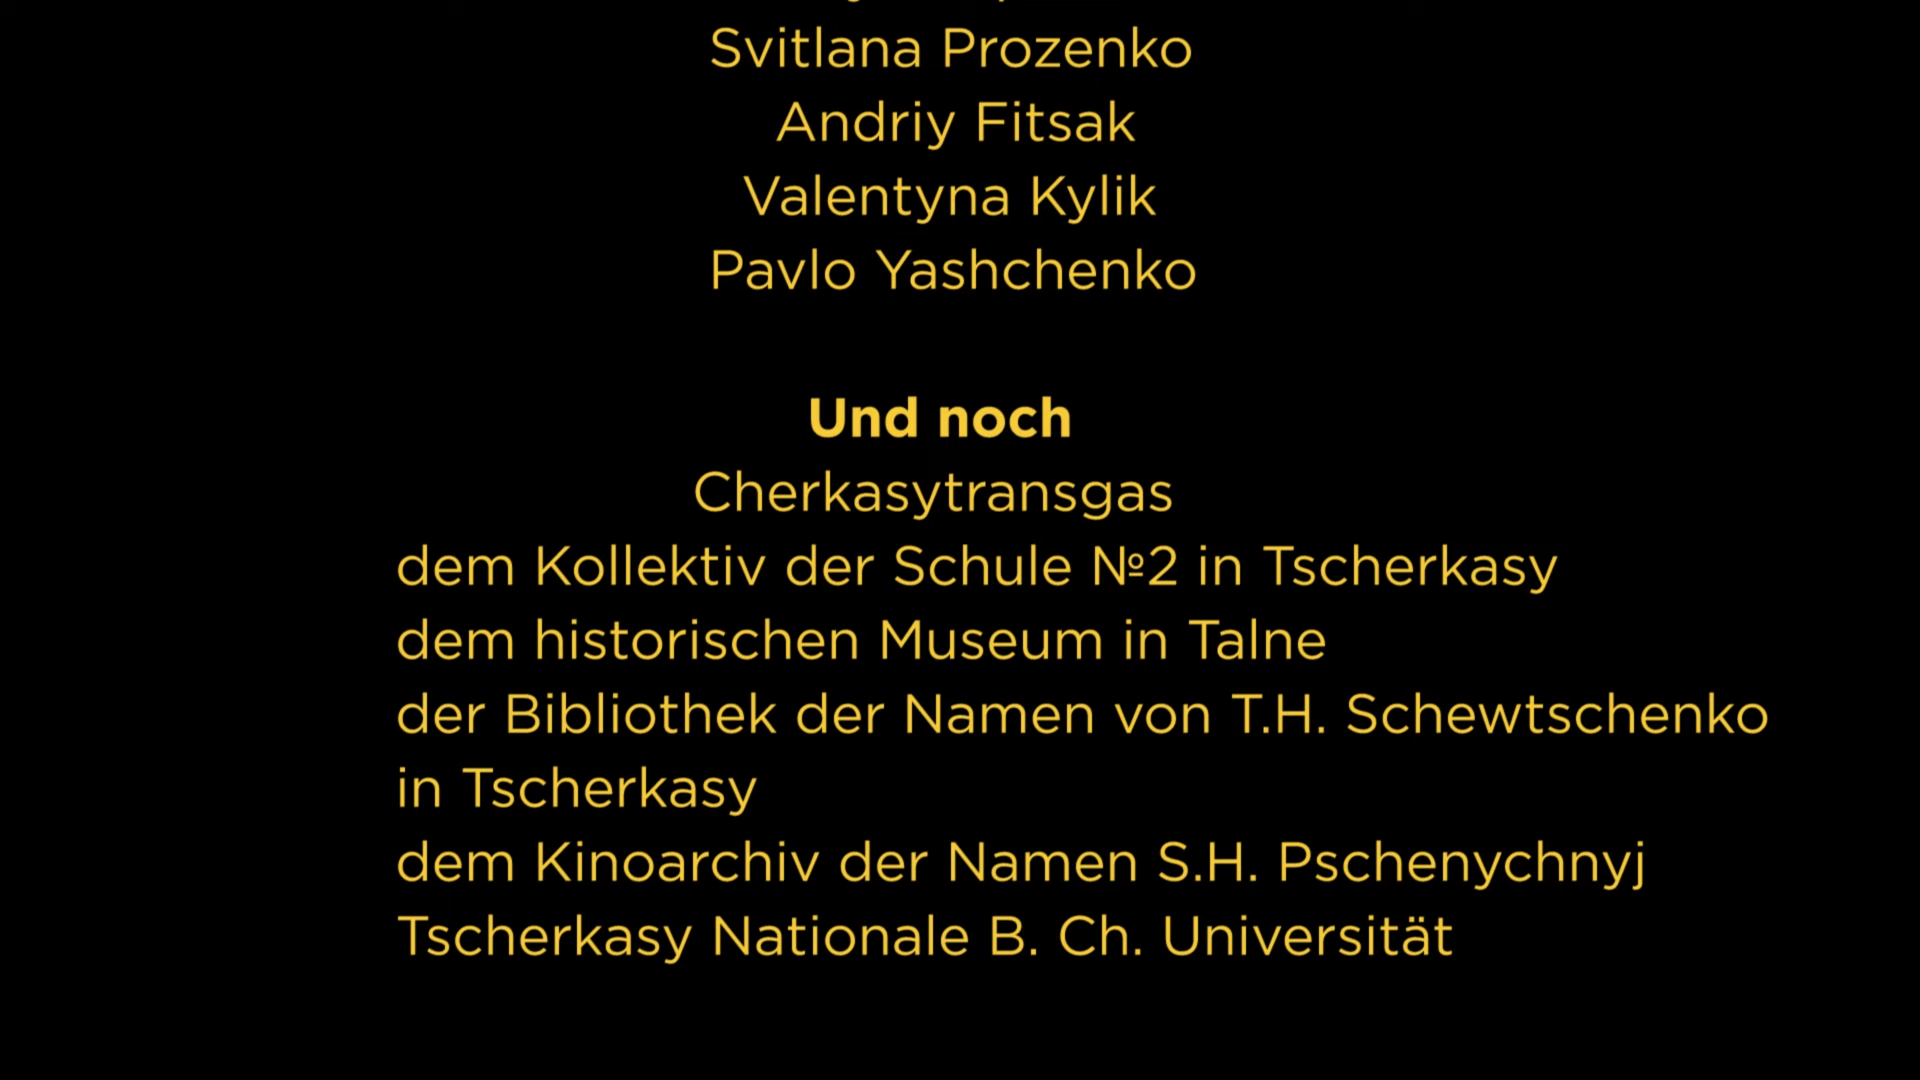 Svitlana Prozenko
Andriy Fitsak
Valentyna Kylik
Pavlo Yashchenko
Und noch
Cherkasytransgas
dem Kollektiv der Schule №2 in Tscherkasy
dem historischen Museum in Talne
der Bibliothek der Namen von T.H. Schewtschenko
in Tscherkasy
dem Kinoarchiv der Namen S.H. Pschenychnyj
Tscherkasy Nationale B. Ch. Universität